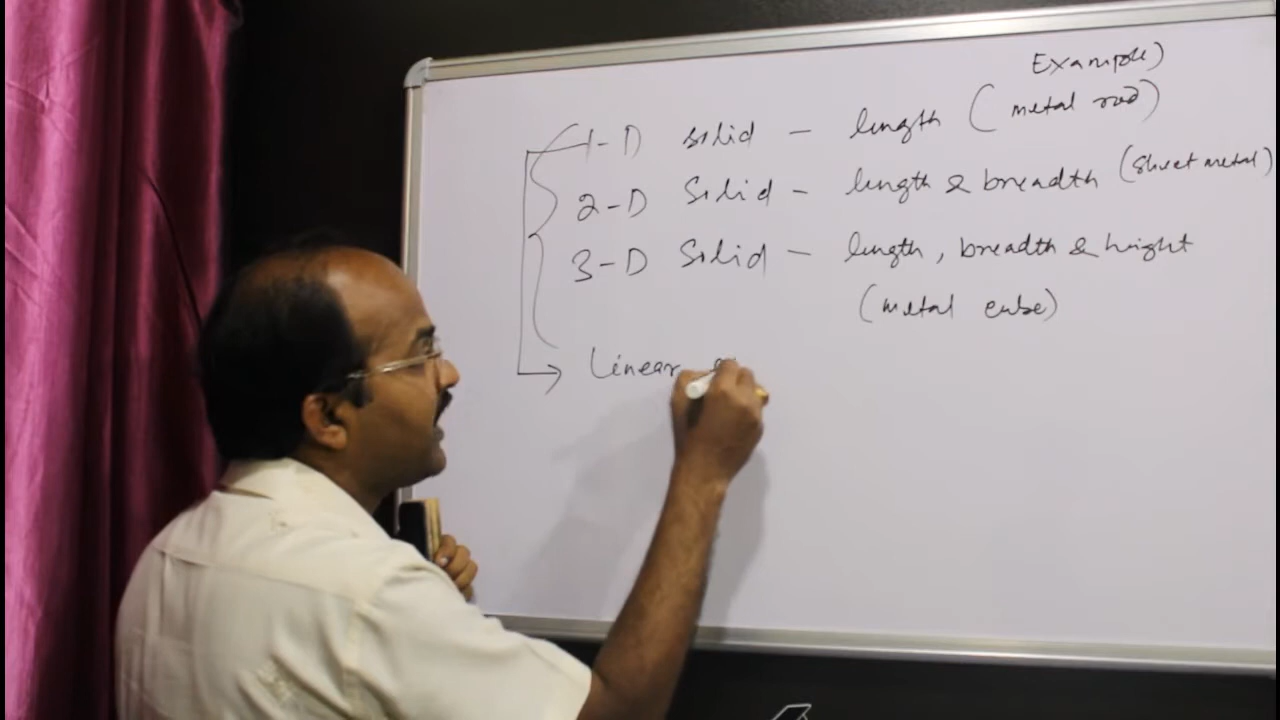 Example)
1-D Solid - length (metal rod)
2-D Solid - length & breadth (sheet metal)
3-D Solid - length, breadth & height
(metal cube)
Linear